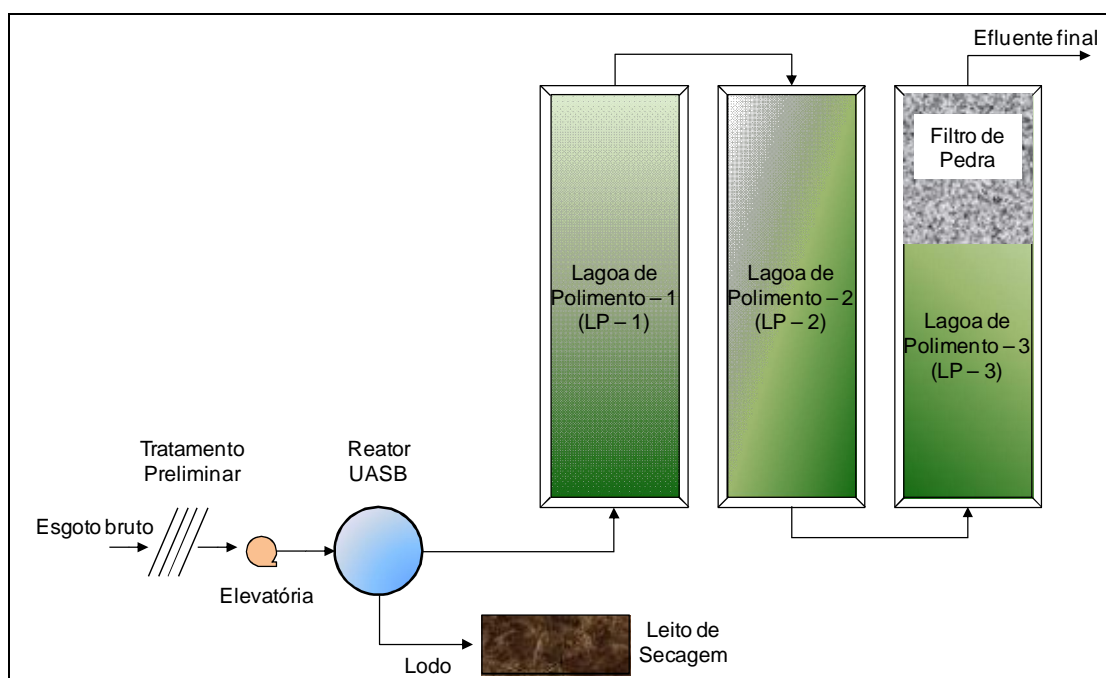 Efluente final
Filtro de
Pedra
Lagoa de
Polimento – 1
(LP – 1)
Lagoa de
Polimento – 2
(LP – 2)
Lagoa de
Polimento – 3
(LP – 3)
Tratamento
Preliminar
Reator
UASB
Esgoto bruto
Elevatória
Lodo
Leito de
Secagem